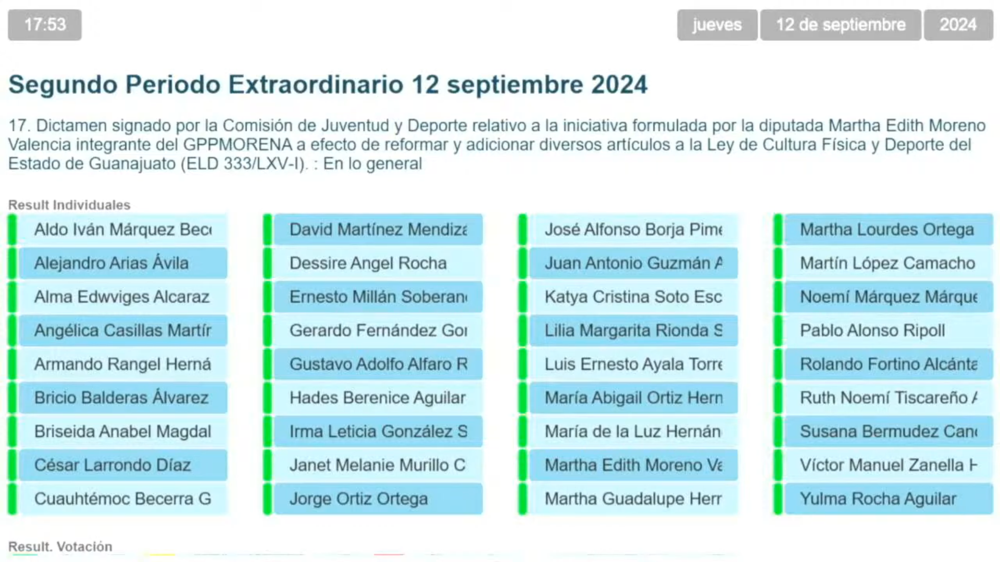 17:53
jueves 12 de septiembre 2024
Segundo Periodo Extraordinario 12 septiembre 2024
17. Dictamen signado por la Comisión de Juventud y Deporte relativo a la iniciativa formulada por la diputada Martha Edith Moreno
Valencia integrante del GPPMORENA a efecto de reformar y adicionar diversos artículos a la Ley de Cultura Física y Deporte del
Estado de Guanajuato (ELD 333/LXV-I). : En lo general
Result Individuales
Aldo Iván Márquez Bec
Alejandro Arias Ávila
Alma Edwviges Alcaraz
Angélica Casillas Martí
Armando Rangel Herná
Bricio Balderas Álvarez
Briseida Anabel Magdal
César Larrondo Díaz
Cuauhtémoc Becerra G
David Martínez Mendiz
Dessire Angel Rocha
Ernesto Millán Soberan
Gerardo Fernández Go
Gustavo Adolfo Alfaro R
Hades Berenice Aguilar
Irma Leticia González S
Janet Melanie Murillo C
Jorge Ortiz Ortega
José Alfonso Borja Pim
Juan Antonio Guzmán A
Katya Cristina Soto Esc
Lilia Margarita Rionda S
Luis Ernesto Ayala Torr
María Abigail Ortiz Her
María de la Luz Hernán
Martha Edith Moreno Va
Martha Guadalupe Her
Martha Lourdes Ortega
Martín López Camacho
Noemí Márquez Márque
Pablo Alonso Ripoll
Rolando Fortino Alcánta
Ruth Noemí Tiscareño
Susana Bermudez Can
Víctor Manuel Zanella H
Yulma Rocha Aguilar
Result. Votación